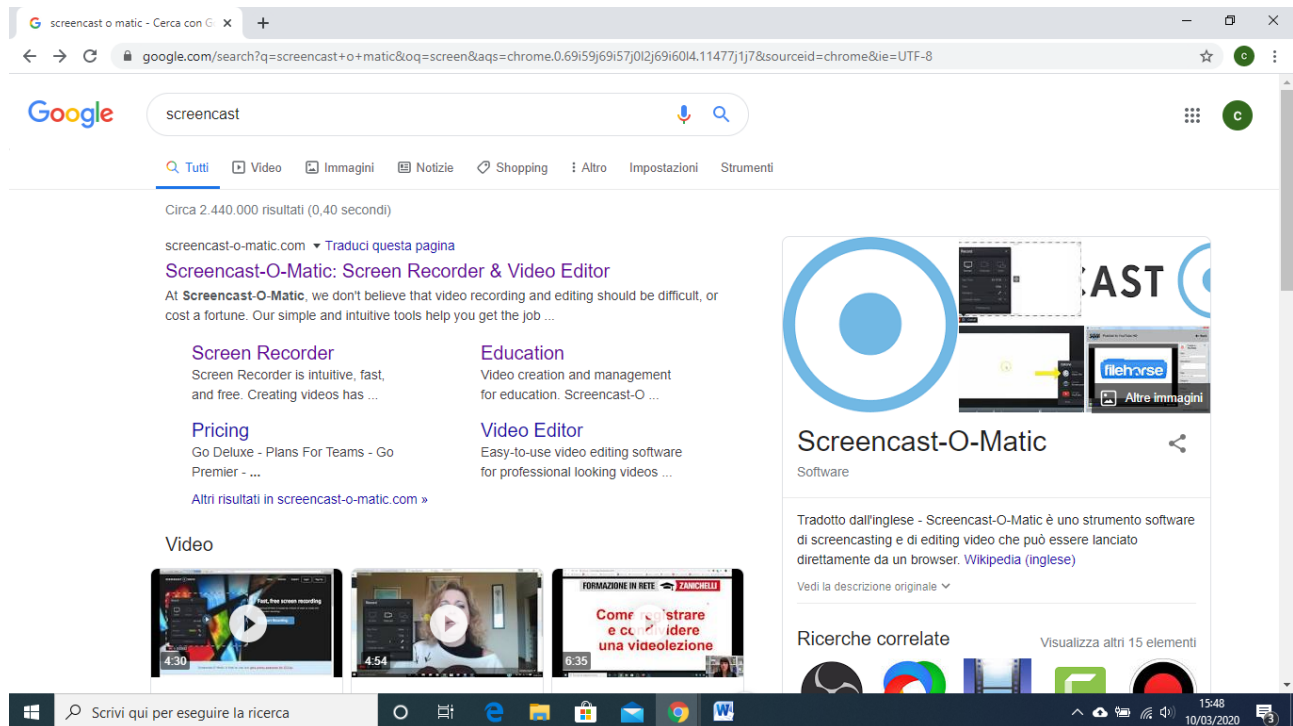 screencast o matic - Cerca con G
google.com/search?q=screencast+o+matic&oq=screen&aqs=chrome.0.69i59j69i57j0l2j69i60l4.11477j1j7&sourceid=chrome&ie=UTF-8
C
Google
screencast
C
Tutti Video Immagini Notizie Shopping Altro Impostazioni Strumenti
Circa 2.440.000 risultati (0,40 secondi)
screencast-o-matic.com Traduci questa pagina
Screencast-O-Matic: Screen Recorder & Video Editor
At Screencast-O-Matic, we don't believe that video recording and editing should be difficult, or
cost a fortune. Our simple and intuitive tools help you get the job ...
Screen Recorder
Screen Recorder is intuitive, fast,
and free. Creating videos has ...
Education
Video creation and management
for education. Screencast-O ...
Pricing
Go Deluxe - Plans For Teams - Go
Premier - ...
Video Editor
Easy-to-use video editing software
for professional looking videos ...
Altri risultati in screencast-o-matic.com »
Video
Fast, free screen recording
4:30
Record
4:54
FORMAZIONE IN RETE ZANICHELLI
Come registrare
e condividere
una videolezione
6:35
CAST
filehorse
Altre immagini
Screencast-O-Matic
Software
Tradotto dall'inglese - Screencast-O-Matic è uno strumento software
di screencasting e di editing video che può essere lanciato
direttamente da un browser. Wikipedia (inglese)
Vedi la descrizione originale
Ricerche correlate
Visualizza altri 15 elementi
Scrivi qui per eseguire la ricerca
15:48
10/03/2020
3